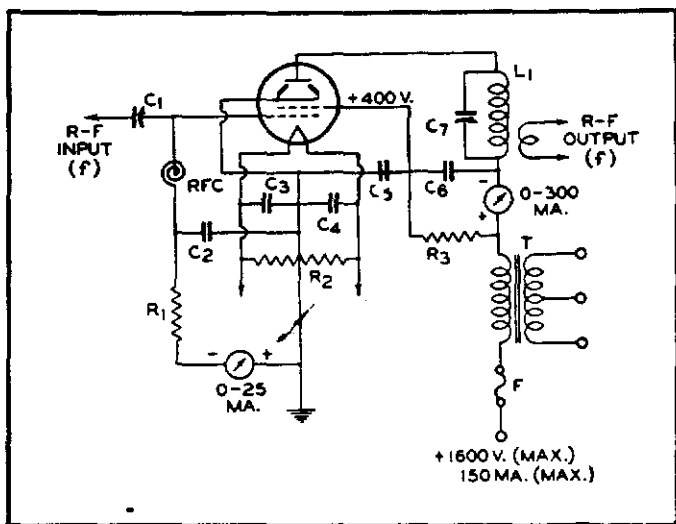 C1
R-F
INPUT
(f)
RFC
C2
R1
0-25
MA.
C3
C4
R2
+400 V.
C5
C6
R3
L1
C7
R-F
OUTPUT
(f)
-
0-300
+
MA.
T
F
- +
+1600 V. (MAX.)
150 MA. (MAX.)